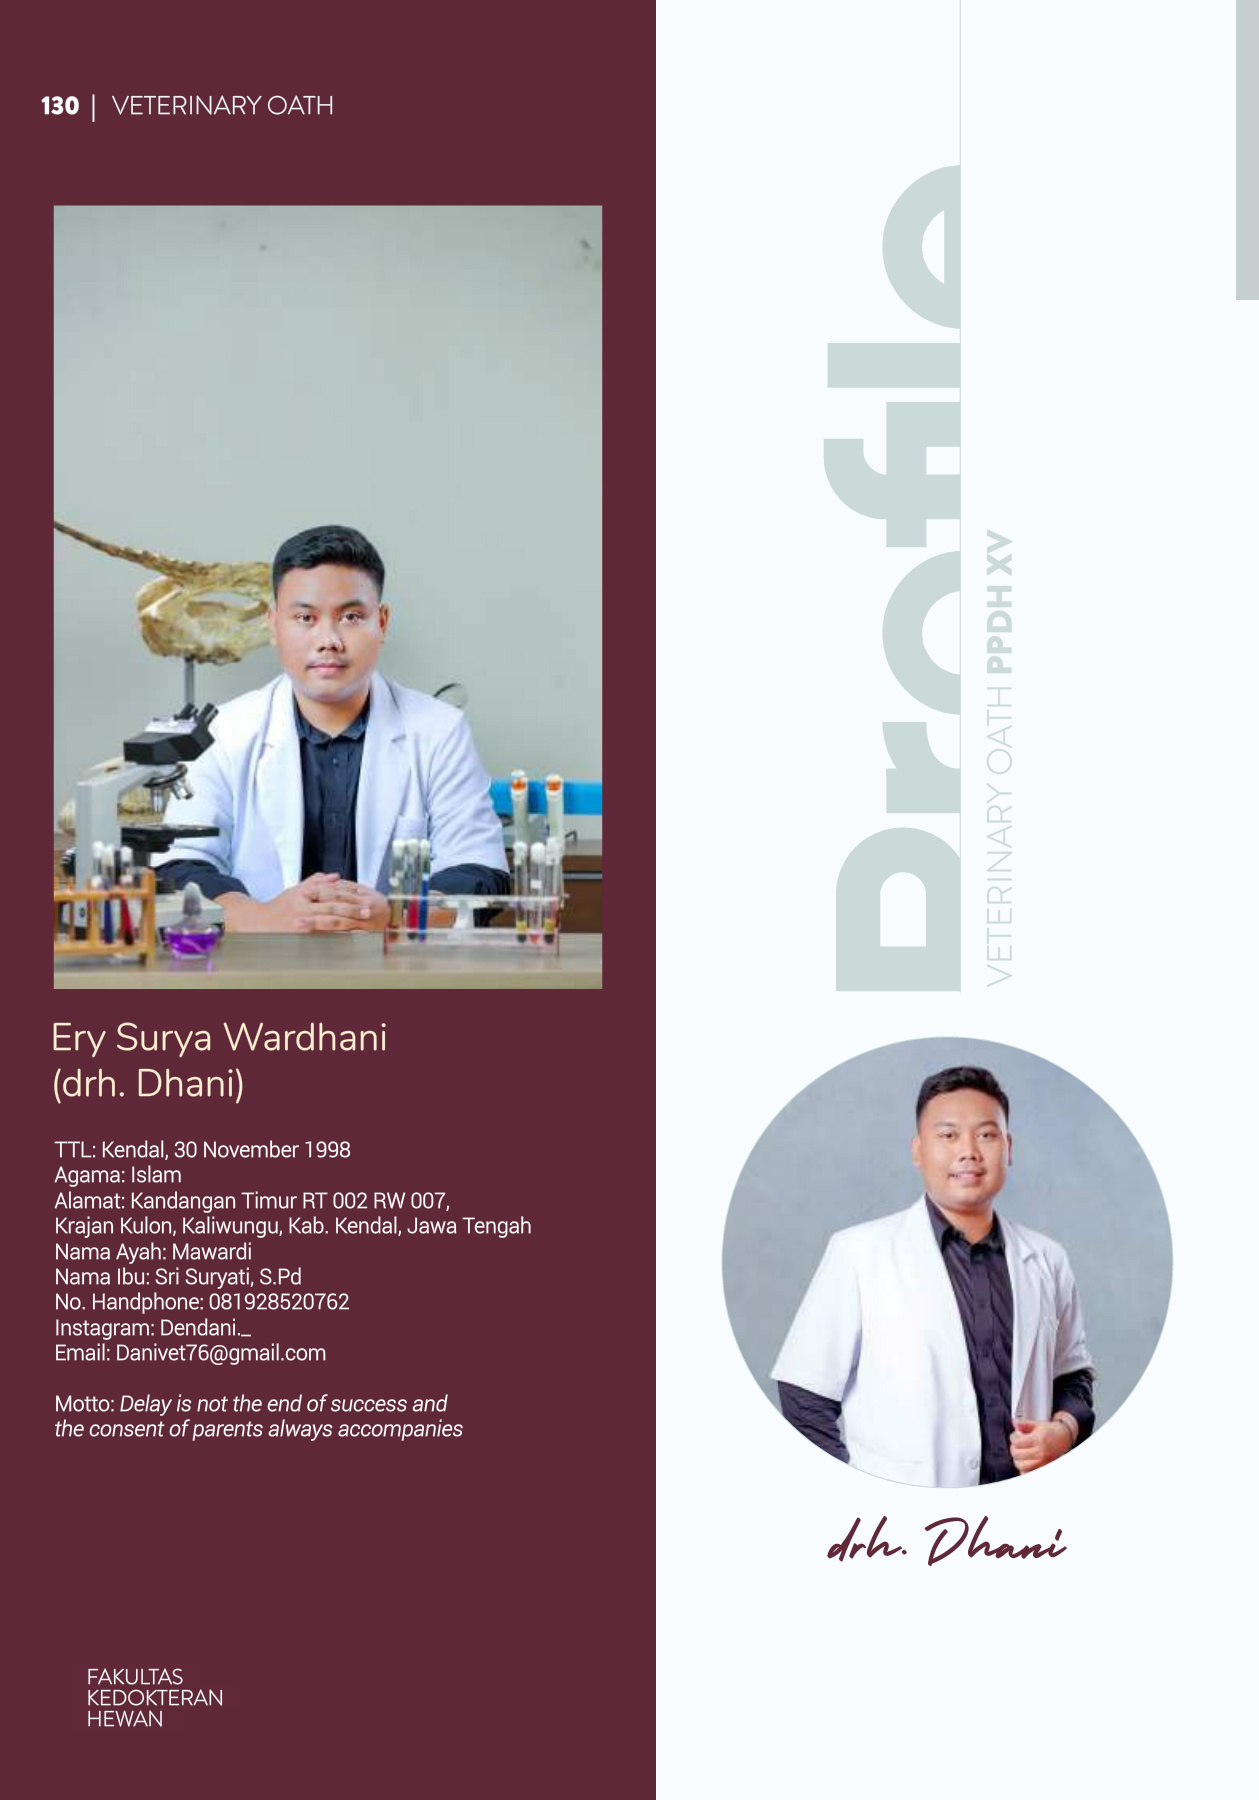 130 | VETERINARY OATH
Ery Surya Wardhani
(drh. Dhani)
TTL: Kendal, 30 November 1998
Agama: Islam
Alamat: Kandangan Timur RT 002 RW 007,
Krajan Kulon, Kaliwungu, Kab. Kendal, Jawa Tengah
Nama Ayah: Mawardi
Nama Ibu: Sri Suryati, S.Pd
No. Handphone: 081928520762
Instagram: Dendani._
Email: Danivet76@gmail.com
Motto: Delay is not the end of success and
the consent of parents always accompanies
FAKULTAS
KEDOKTERAN
HEWAN
Profile
VETERINARY OATH PPDH XV
drh. Dhani